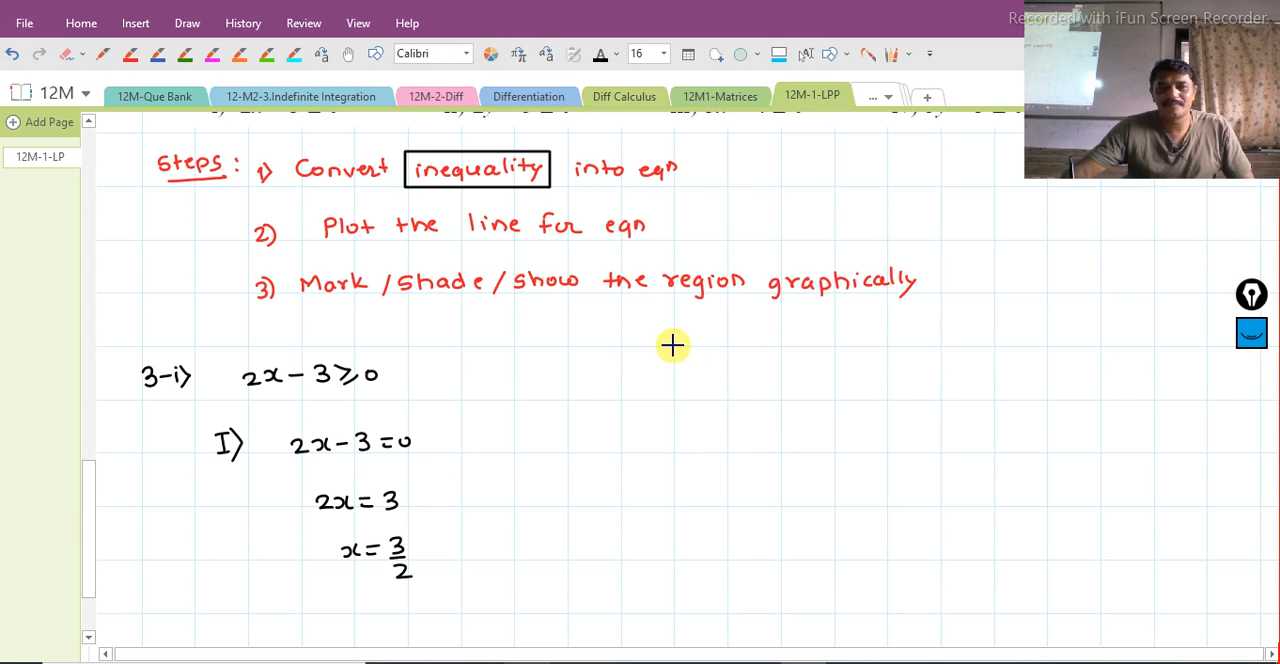 File Home Insert Draw History Review View Help
Recorded with iFun Screen Recorder
Calibri 16
12M 12M-Que Bank 12-M2-3.Indefinite Integration 12M-2-Diff Differentiation Diff Calculus 12M1-Matrices 12M-1-LPP ... +
Add Page
12M-1-LP
Steps : 1) Convert inequality into eqn
2) Plot the line for eqn
3) Mark / Shade / show the region graphically
3-i) 2x - 3 ≥ 0
I) 2x - 3 = 0
2x = 3
x = 3/2